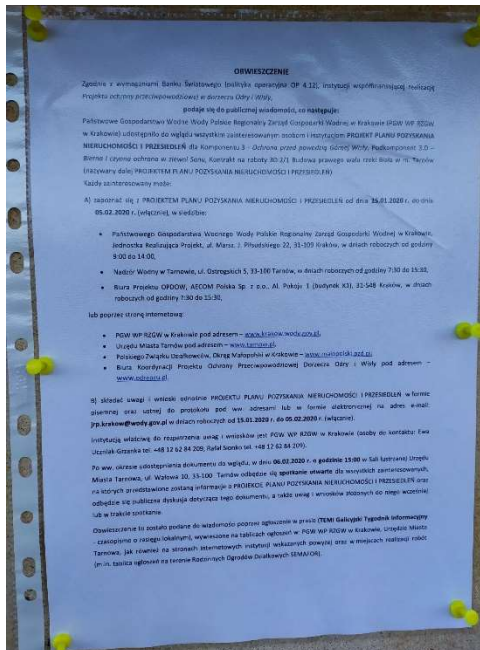 OBWIESZCZENIE
Zgodnie z wymaganiami Banku Światowego (polityka operacyjna OP 4.12), instytucji współfinansującej realizację
Projektu ochrony przeciwpowodziowej w dorzeczu Odry i Wisły,
podaje się do publicznej wiadomości, co następuje:
Państwowe Gospodarstwo Wodne Wody Polskie Regionalny Zarząd Gospodarki Wodnej w Krakowie (PGW WP RZGW
w Krakowie) udostępniło do wglądu wszystkim zainteresowanym osobom i instytucjom PROJEKT PLANU POZYSKANIA
NIERUCHOMOŚCI I PRZESIEDLEŃ dla Komponentu 3 - Ochrona przed powodzią Górnej Wisły, Podkomponent 3.D –
Bierna i czynna ochrona w zlewni Sanu, Kontrakt na roboty 3D.2/1 Budowa prawego wału rzeki Biała w m. Tarnów
(nazywany dalej PROJEKTEM PLANU POZYSKANIA NIERUCHOMOŚCI I PRZESIEDLEŃ)
Każdy zainteresowany może:
A) zapoznać się z PROJEKTEM PLANU POZYSKANIA NIERUCHOMOŚCI I PRZESIEDLEŃ od dnia 15.01.2020 r. do dnia
05.02.2020 r. (włącznie), w siedzibie:
• Państwowego Gospodarstwa Wodnego Wody Polskie Regionalny Zarząd Gospodarki Wodnej w Krakowie,
Jednostka Realizująca Projekt, ul. Marsz. J. Piłsudskiego 22, 31-109 Kraków, w dniach roboczych od godziny
9:00 do 14:00,
• Nadzór Wodny w Tarnowie, ul. Ostrogskich 5, 33-100 Tarnów, w dniach roboczych od godziny 7:30 do 15:30,
• Biura Projektu OPDOW, AECOM Polska Sp. z o.o., Al. Pokoju 1 (budynek K1), 31-548 Kraków, w dniach
roboczych od godziny 7:30 do 15:30,
lub poprzez stronę internetową:
• PGW WP RZGW w Krakowie pod adresem – www.krakow.wody.gov.pl,
• Urzędu Miasta Tarnów pod adresem – www.tarnow.pl,
• Polskiego Związku Działkowców, Okręg Małopolski w Krakowie – www.malopolski.pzd.pl,
• Biura Koordynacji Projektu Ochrony Przeciwpowodziowej Dorzecza Odry i Wisły pod adresem –
www.odrapcu.pl.
B) składać uwagi i wnioski odnośnie PROJEKTU PLANU POZYSKANIA NIERUCHOMOŚCI I PRZESIEDLEŃ w formie
pisemnej oraz ustnej do protokołu pod ww. adresami lub w formie elektronicznej na adres e-mail:
jrp.krakow@wody.gov.pl w dniach roboczych od 15.01.2020 r. do 05.02.2020 r. (włącznie).
Instytucją właściwą do rozpatrzenia uwag i wniosków jest PGW WP RZGW w Krakowie (osoby do kontaktu: Ewa
Grzanka tel. +48 12 62 84 209, Rafał Sionko tel. +48 12 62 84 209).
Po ww. okresie udostępnienia dokumentu do wglądu, w dniu 06.02.2020 r. o godzinie 15:00 w Sali lustrzanej Urzędu
Miasta Tarnowa, ul. Wałowa 10, 33-100 Tarnów odbędzie się spotkanie otwarte dla wszystkich zainteresowanych,
na których przedstawione zostaną informacje o PROJEKCIE PLANU POZYSKANIA NIERUCHOMOŚCI I PRZESIEDLEŃ oraz
odbędzie się publiczna dyskusja dotycząca tego dokumentu, a także uwag i wniosków złożonych do niego wcześniej
lub w trakcie spotkania.
Obwieszczenie to zostało podane do wiadomości poprzez ogłoszenie w prasie (TEMI Galicyjski Tygodnik Informacyjny
- czasopismo o zasięgu lokalnym), wywieszone na tablicach ogłoszeń w PGW WP RZGW w Krakowie, Urzędzie Miasta
Tarnowa, jak również na stronach internetowych instytucji wskazanych powyżej oraz w miejscach realizacji robót
(m.in. tablica ogłoszeń na terenie Rodzinnych Ogrodów Działkowych SEMAFOR).